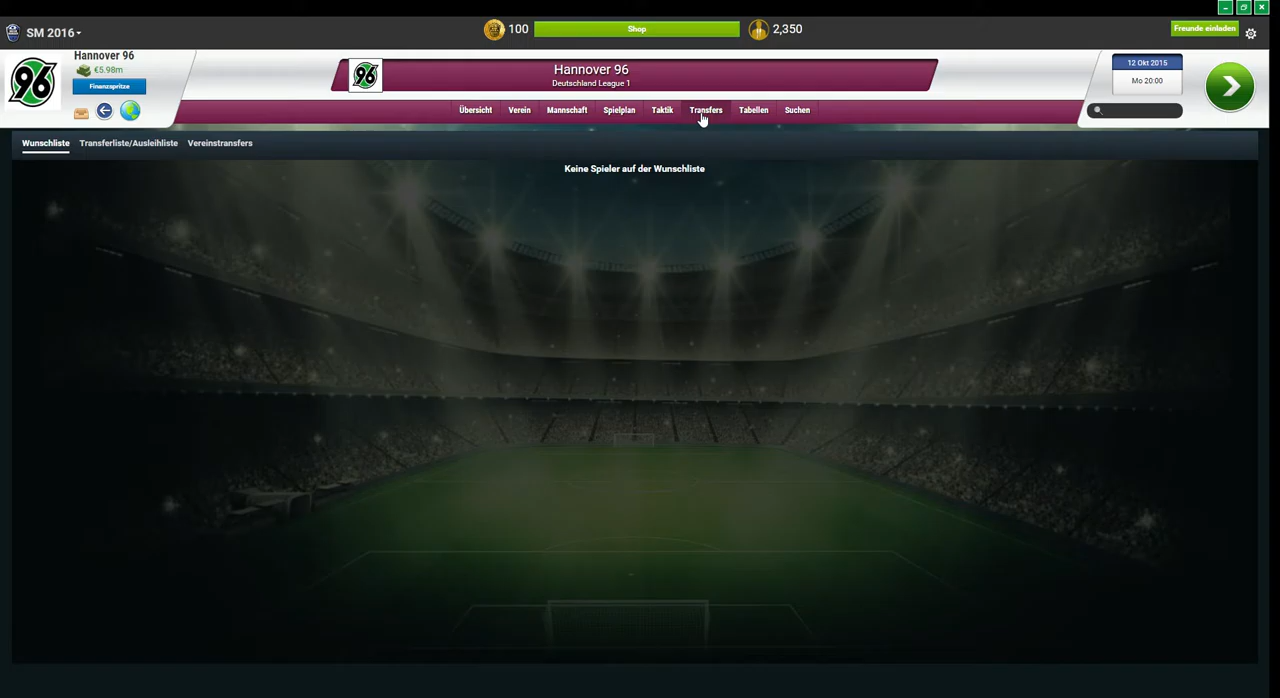 SM 2016
100
Shop
2,350
Freunde einladen
Hannover 96
€5.98m
Finanzspritze
96
96
Hannover 96
Deutschland League 1
12 Okt 2015
Mo 20:00
Übersicht Verein Mannschaft Spielplan Taktik Transfers Tabellen Suchen
Wunschliste Transferliste/Ausleihliste Vereinstransfers
Keine Spieler auf der Wunschliste